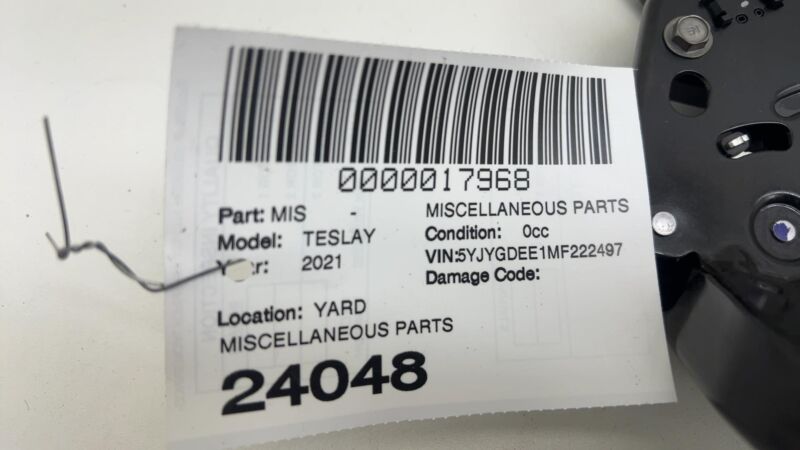 0000017968
Part: MIS - MISCELLANEOUS PARTS
Model: TESLAY Condition: 0cc
2021 VIN:5YJYGDEE1MF222497
Damage Code:
Location: YARD
MISCELLANEOUS PARTS
24048